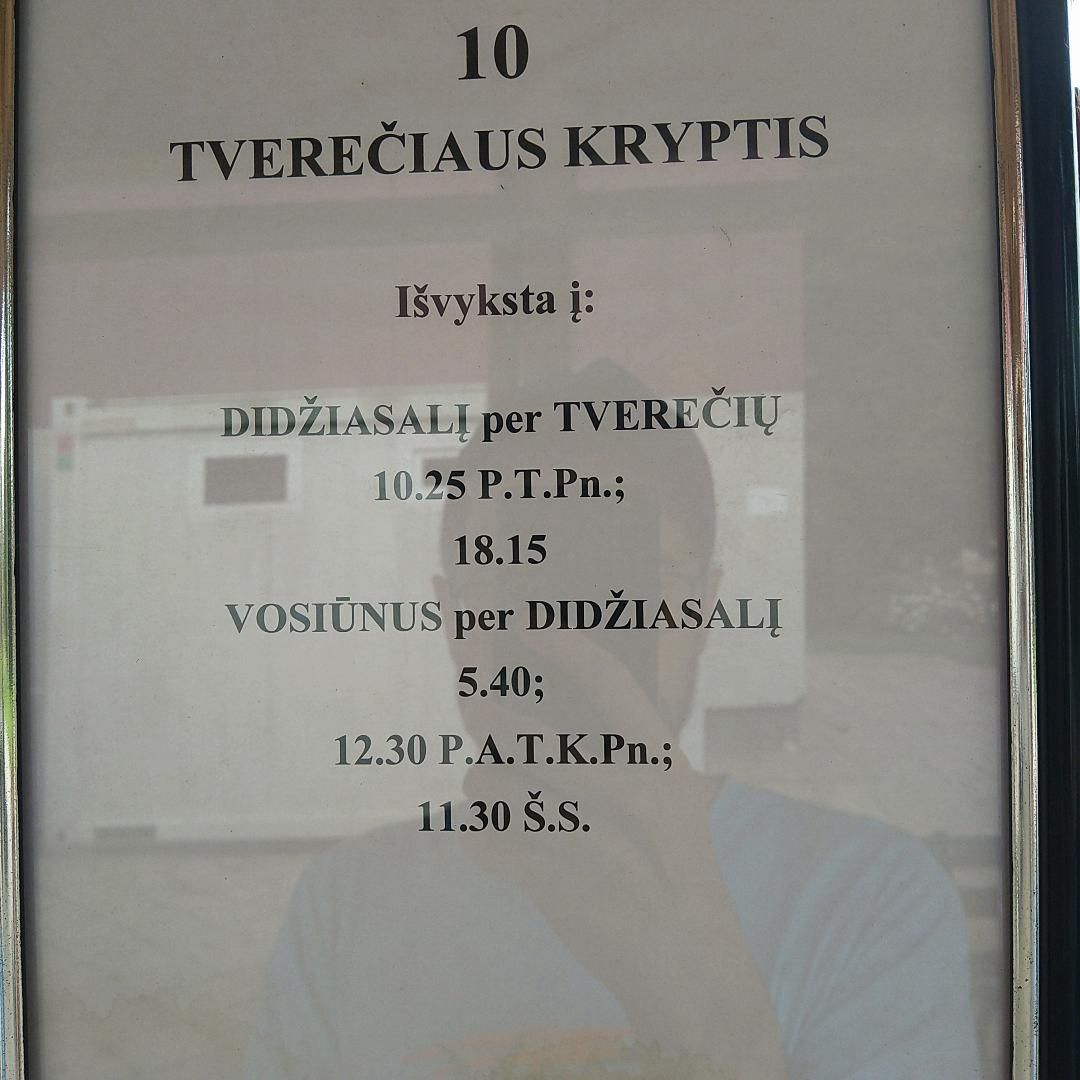 10
TVEREČIAUS KRYPTIS
Išvyksta į:
DIDŽIASALĮ per TVEREČIŲ
10.25 P.T.Pn.;
18.15
VOSIŪNUS per DIDŽIASALĮ
5.40;
12.30 P.A.T.K.Pn.;
11.30 Š.S.